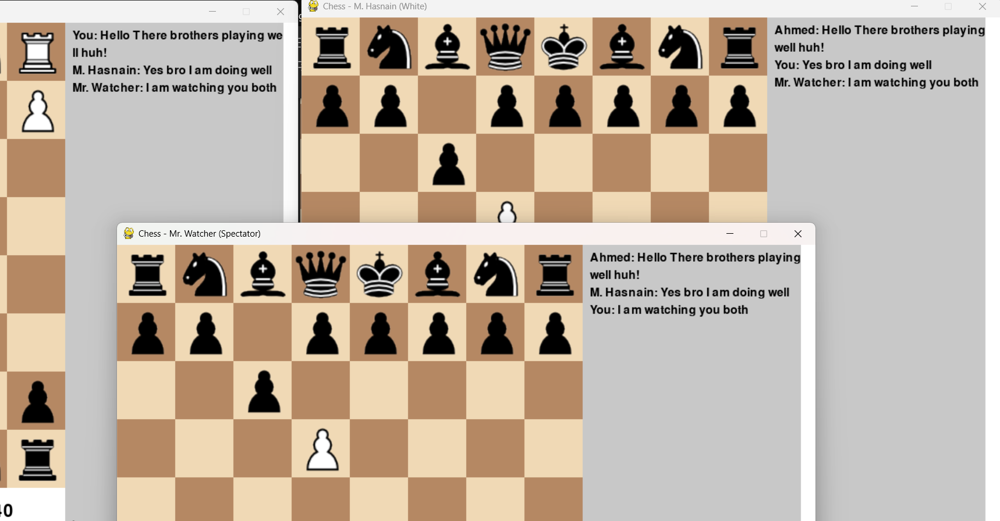 You: Hello There brothers playing we
ll huh!
M. Hasnain: Yes bro I am doing well
Mr. Watcher: I am watching you both
40
Chess - M. Hasnain (White)
Ahmed: Hello There brothers playing
well huh!
You: Yes bro I am doing well
Mr. Watcher: I am watching you both
Chess - Mr. Watcher (Spectator)
Ahmed: Hello There brothers playing
well huh!
M. Hasnain: Yes bro I am doing well
You: I am watching you both